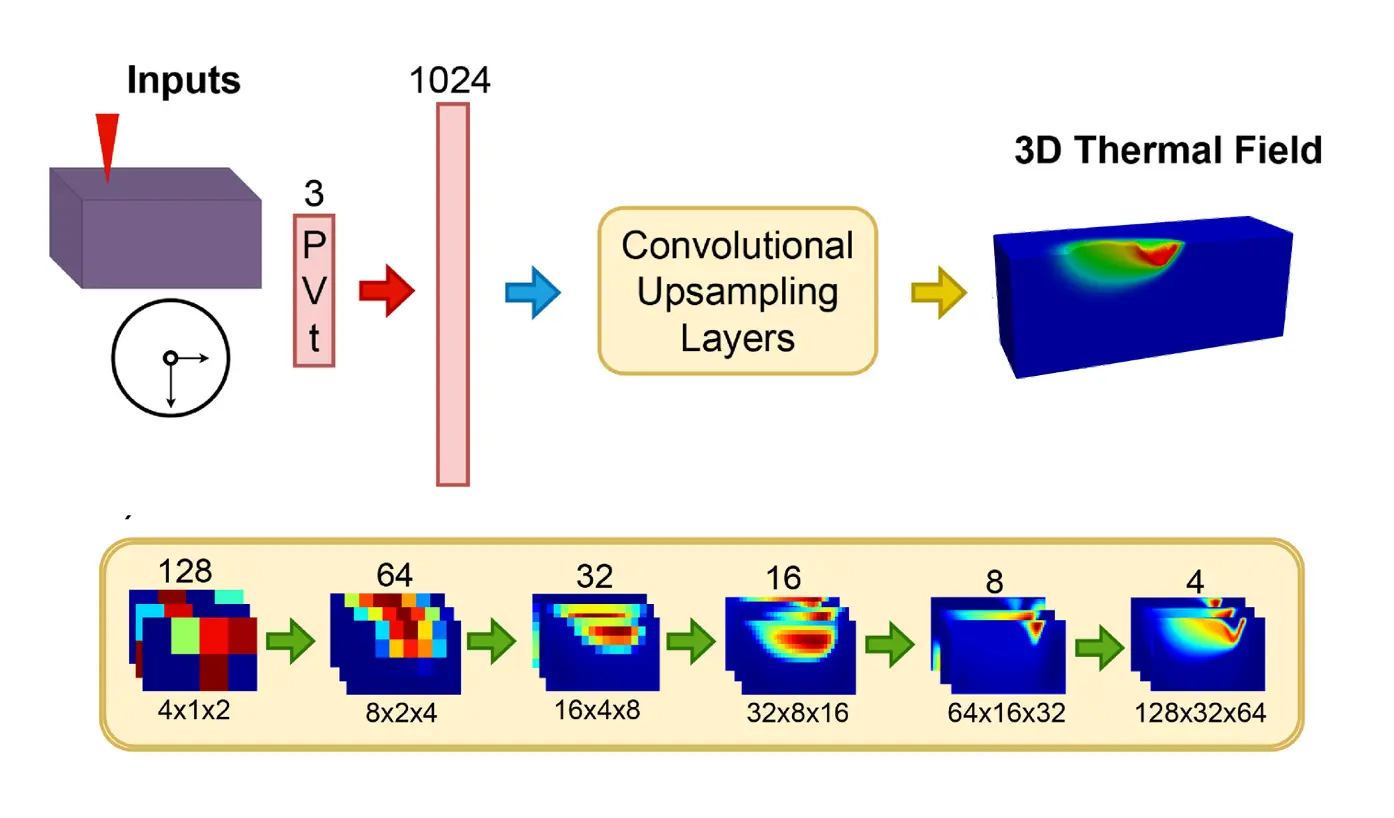 Inputs
1024
3D Thermal Field
3
P
V
t
Convolutional
Upsampling
Layers
128
64
32
16
8
4
4x1x2
8x2x4
16x4x8
32x8x16
64x16x32
128x32x64